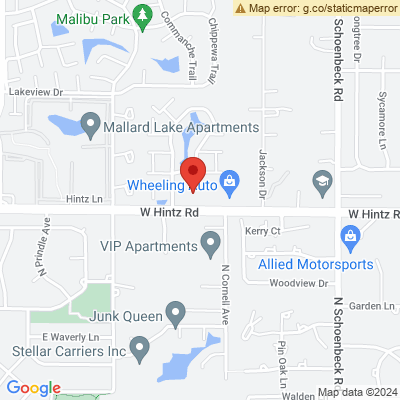 Map error: g.co/staticmaperror
Malibu Park
Commanche Trail
Chippewa Trail
Schoenbeck Rd
ongtree Dr
Sycamore Ln
Lakeview Dr
Mallard Lake Apartments
Jackson Dr
Wheeling Auto
Hintz Ln
W Hintz Rd
W Hintz R
N Prindle Ave
VIP Apartments
Kerry Ct
Allied Motorsports
N Cornell Ave
Woodview Dr
N Schoenbeck Rd
Garden Ln
Junk Queen
E Waverly Ln
Stellar Carriers Inc
Pin Oak Ln
Walden
Google
Map data ©2024